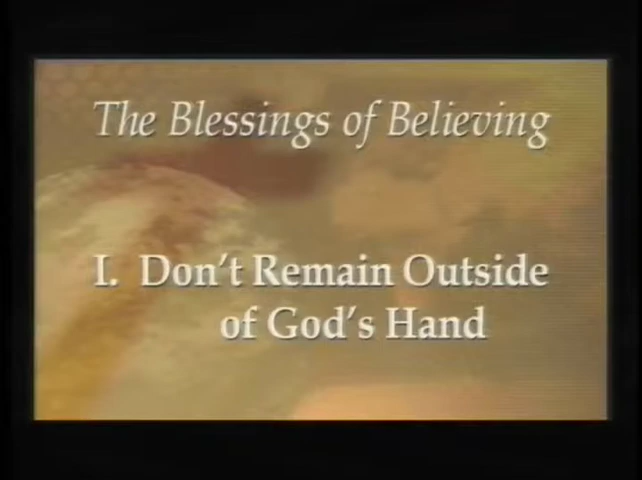 The Blessings of Believing
I. Don't Remain Outside
of God's Hand